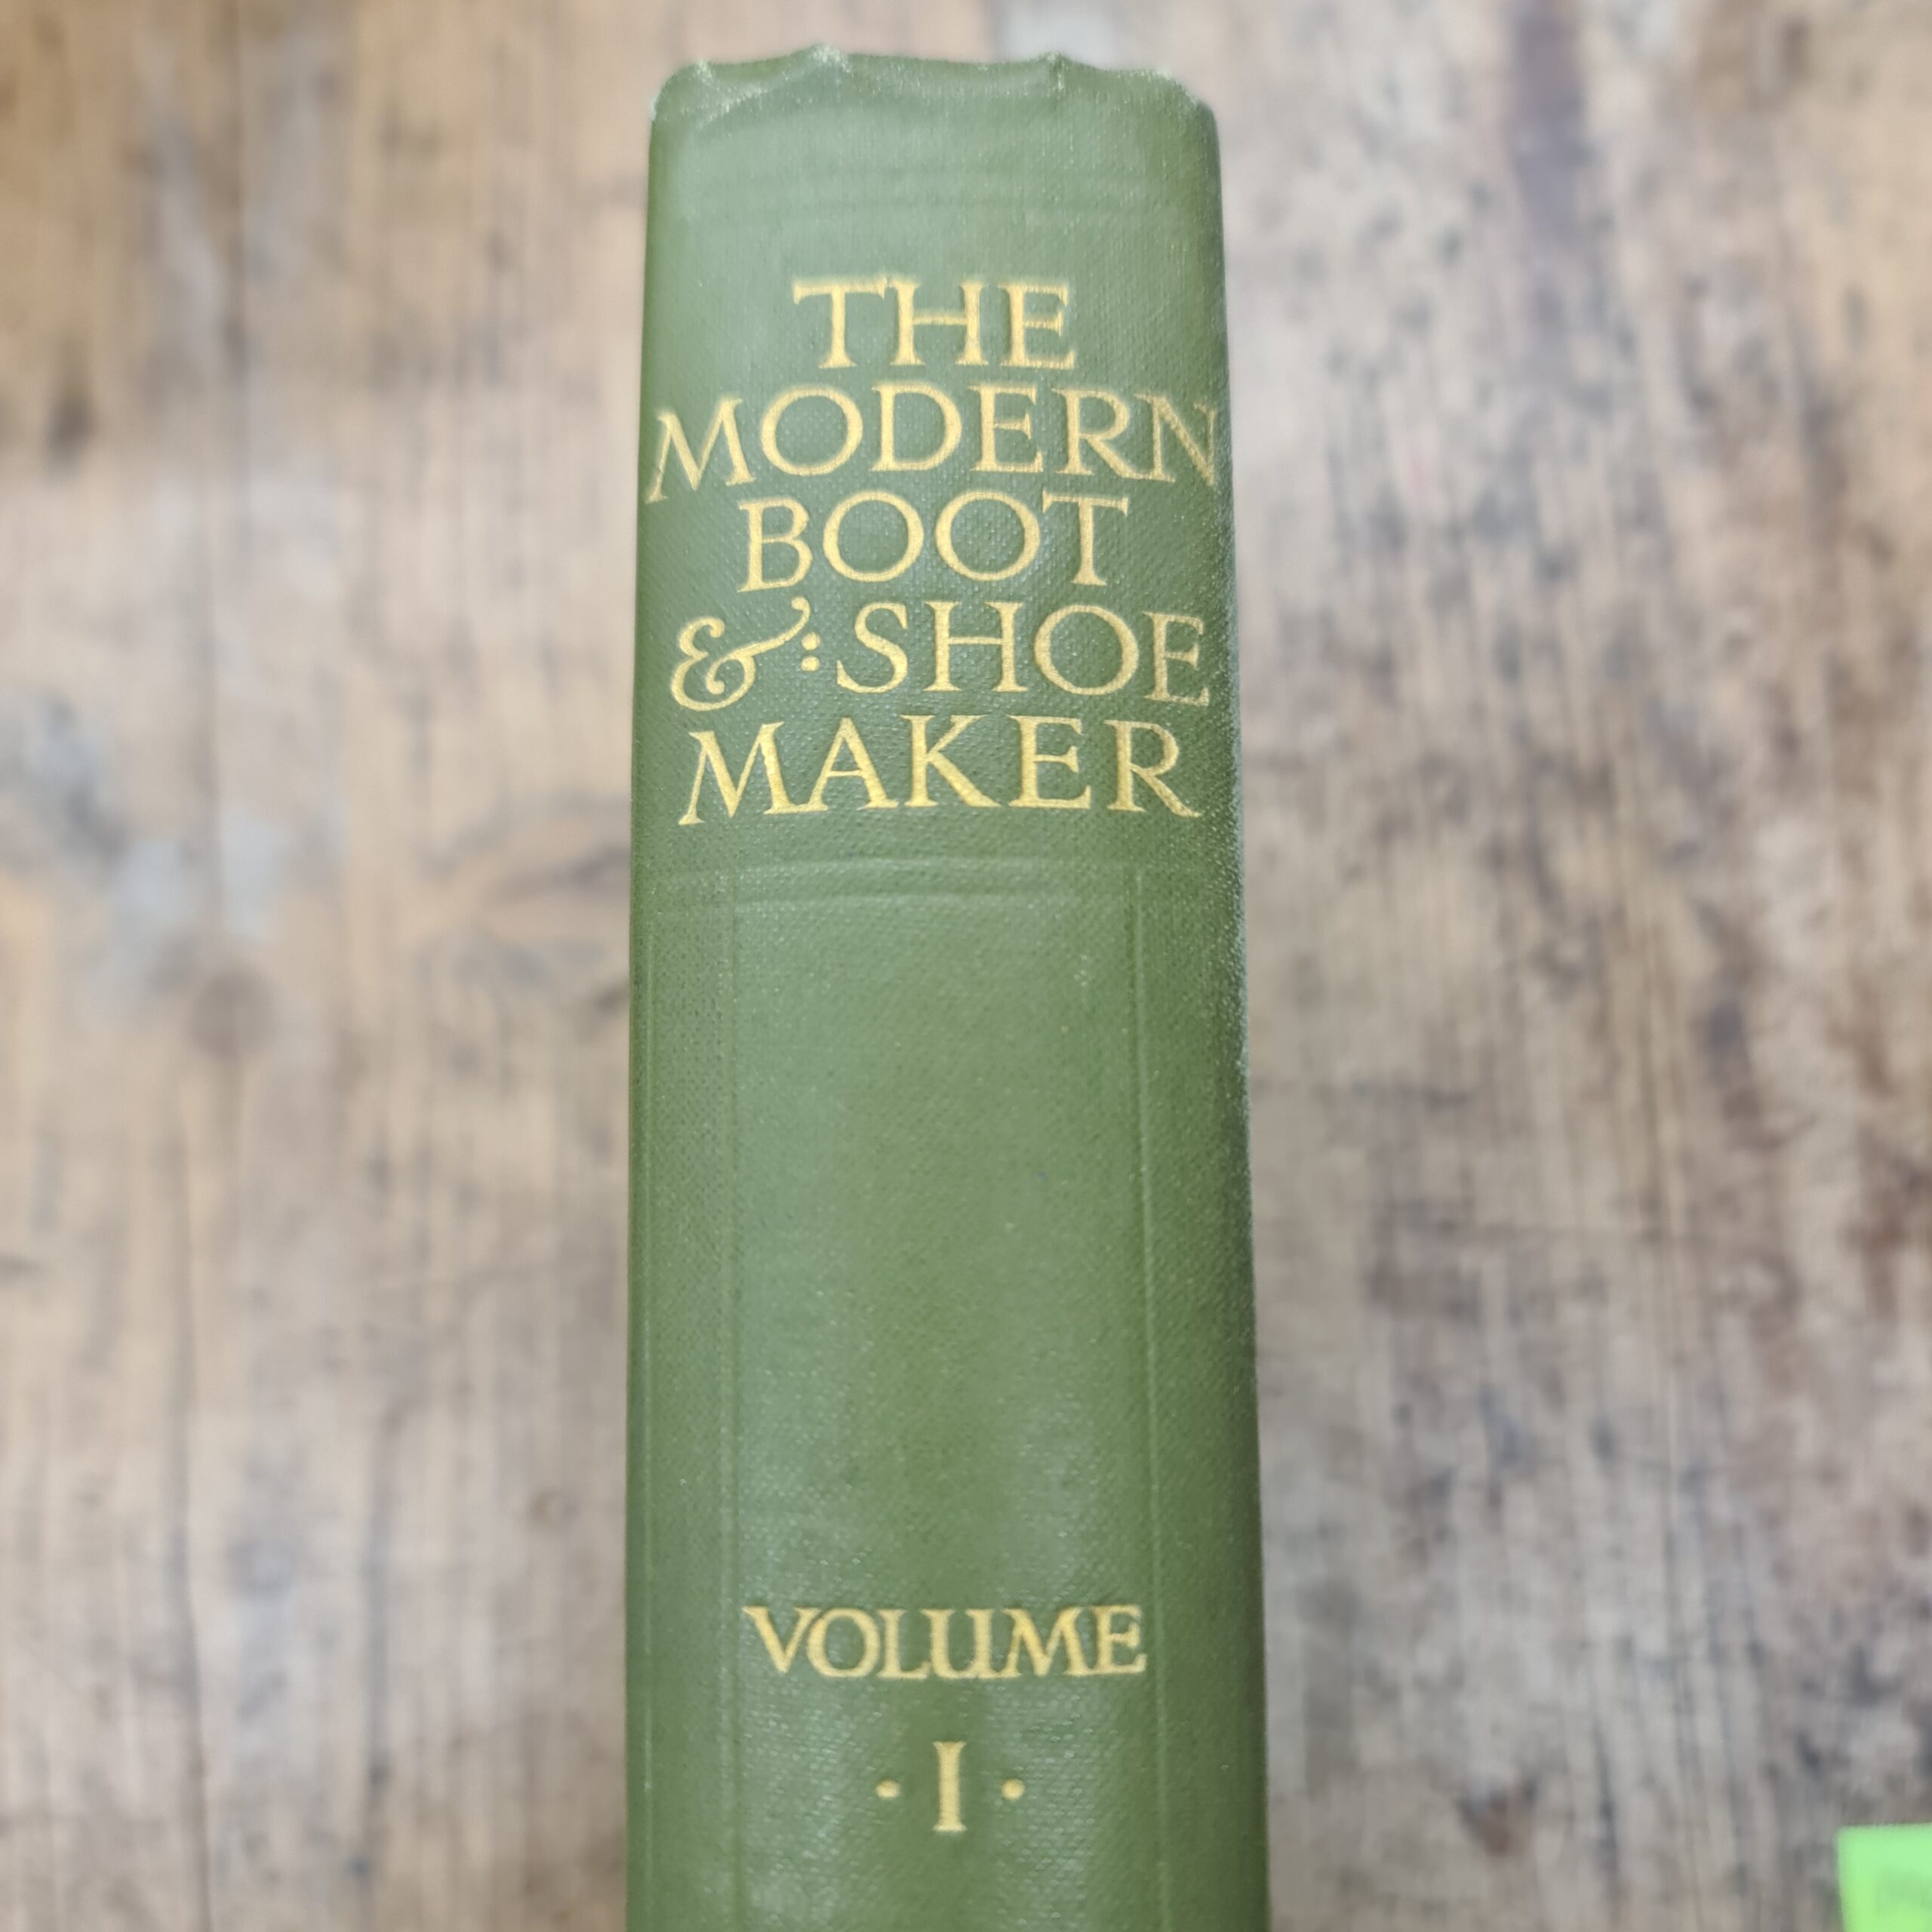 THE
MODERN
BOOT
&: SHOE
MAKER
VOLUME
· I ·